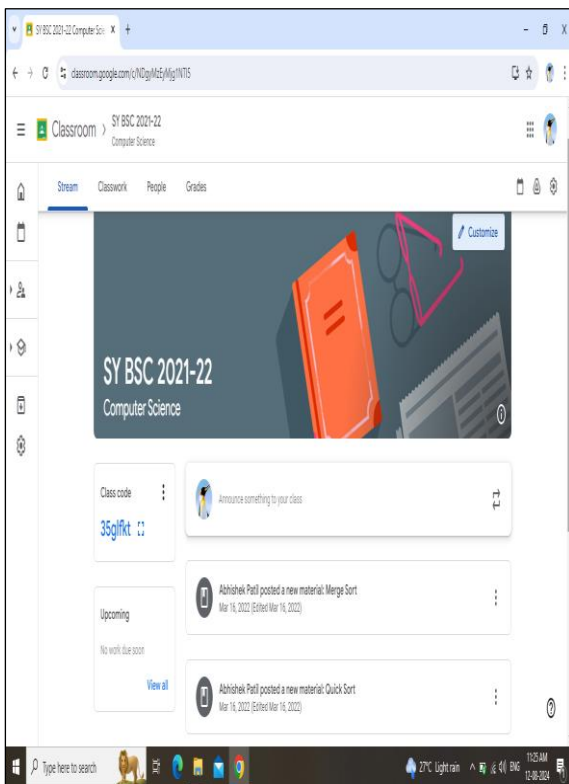 SY BSC 2021-22 Computer Scie
classroom.google.com/c/NDgyMzEyMjg1NTI5
Classroom > SY BSC 2021-22
Computer Science
Stream Classwork People Grades
Customize
SY BSC 2021-22
Computer Science
Class code
35glfkt
Announce something to your class
Upcoming
No work due soon
View all
Abhishek Patil posted a new material: Merge Sort
Mar 16, 2022 (Edited Mar 16, 2022)
Abhishek Patil posted a new material: Quick Sort
Mar 16, 2022 (Edited Mar 16, 2022)
Type here to search
27°C Light rain
ENG
11:25 AM
12-08-2024